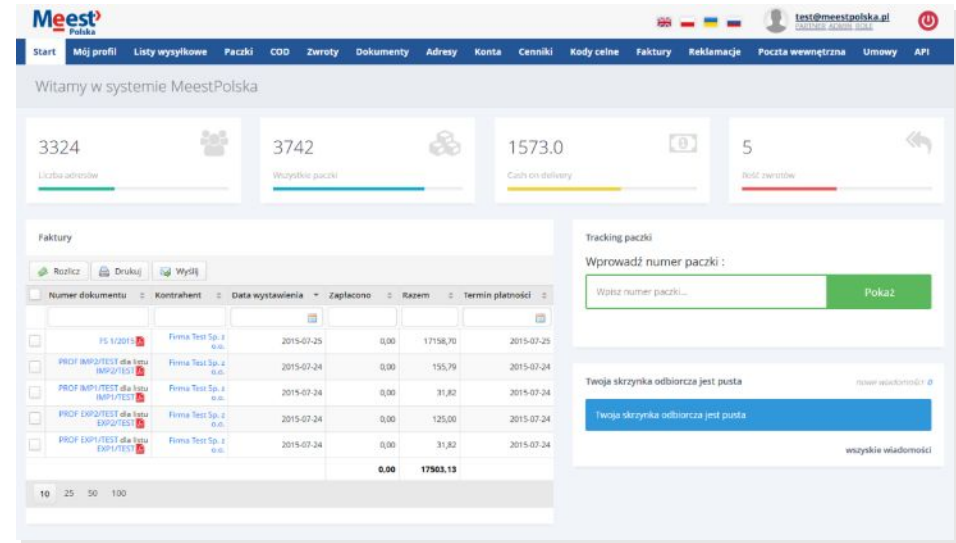 Meest
Polska
test@meestpolska.pl
PARTNER_ADMIN_ROLE
Start Mój profil Listy wysyłkowe Paczki COD Zwroty Dokumenty Adresy Konta Cenniki Kody celne Faktury Reklamacje Poczta wewnętrzna Umowy API
Witamy w systemie MeestPolska
3324
Liczba adresów
3742
Wszystkie paczki
1573.0
Cash on delivery
5
Ilość zwrotów
Faktury
Rozlicz Drukuj Wyślij
Numer dokumentu Kontrahent Data wystawienia Zapłacono Razem Termin płatności
FS 1/2015 Firma Test Sp. z o.o. 2015-07-25 0,00 17158,70 2015-07-25
PROF IMP2/TEST dla listu IMP2/TEST Firma Test Sp. z o.o. 2015-07-24 0,00 155,79 2015-07-24
PROF IMP1/TEST dla listu IMP1/TEST Firma Test Sp. z o.o. 2015-07-24 0,00 31,82 2015-07-24
PROF EXP2/TEST dla listu EXP2/TEST Firma Test Sp. z o.o. 2015-07-24 0,00 125,00 2015-07-24
PROF EXP1/TEST dla listu EXP1/TEST Firma Test Sp. z o.o. 2015-07-24 0,00 31,82 2015-07-24
0,00 17503,13
10 25 50 100
Tracking paczki
Wprowadź numer paczki :
Wpisz numer paczki... Pokaż
Twoja skrzynka odbiorcza jest pusta
nowe wiadomości: 0
Twoja skrzynka odbiorcza jest pusta
wszyskie wiadomości